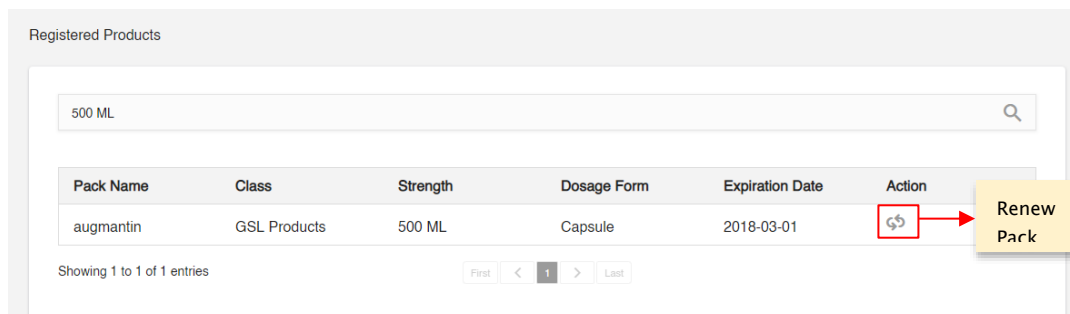 Registered Products
500 ML
Pack Name Class Strength Dosage Form Expiration Date Action
augmantin GSL Products 500 ML Capsule 2018-03-01
Renew
Pack
Showing 1 to 1 of 1 entries
First < 1 > Last